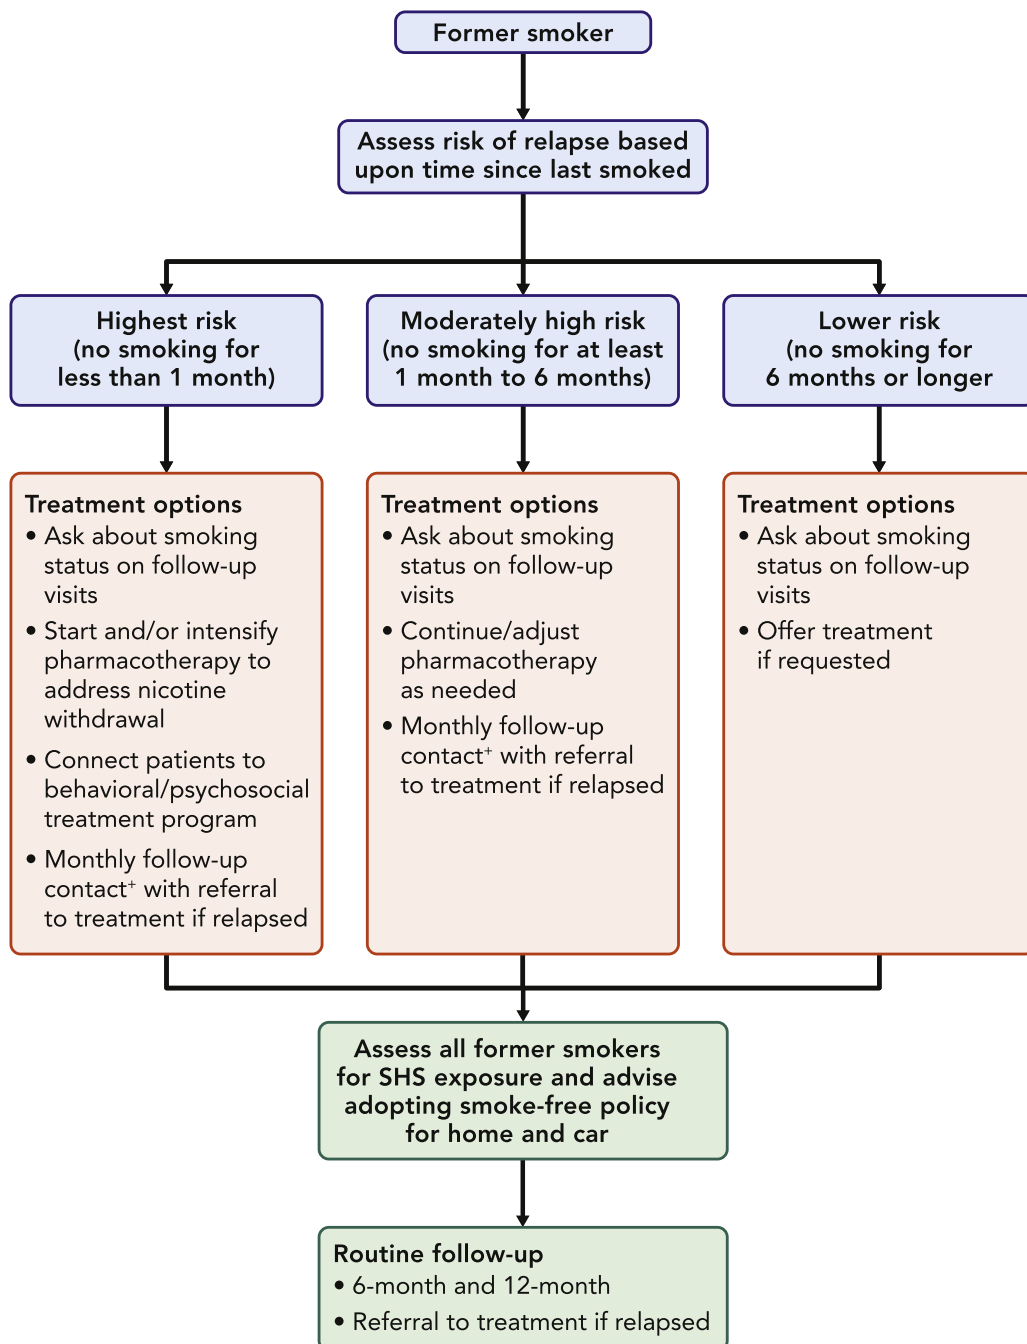 Former smoker
Assess risk of relapse based
upon time since last smoked
Highest risk
(no smoking for
less than 1 month)
Moderately high risk
(no smoking for at least
1 month to 6 months)
Lower risk
(no smoking for
6 months or longer
Treatment options
• Ask about smoking
status on follow-up
visits
• Start and/or intensify
pharmacotherapy to
address nicotine
withdrawal
• Connect patients to
behavioral/psychosocial
treatment program
• Monthly follow-up
contact⁺ with referral
to treatment if relapsed
Treatment options
• Ask about smoking
status on follow-up
visits
• Continue/adjust
pharmacotherapy
as needed
• Monthly follow-up
contact⁺ with referral
to treatment if relapsed
Treatment options
• Ask about smoking
status on follow-up
visits
• Offer treatment
if requested
Assess all former smokers
for SHS exposure and advise
adopting smoke-free policy
for home and car
Routine follow-up
• 6-month and 12-month
• Referral to treatment if relapsed